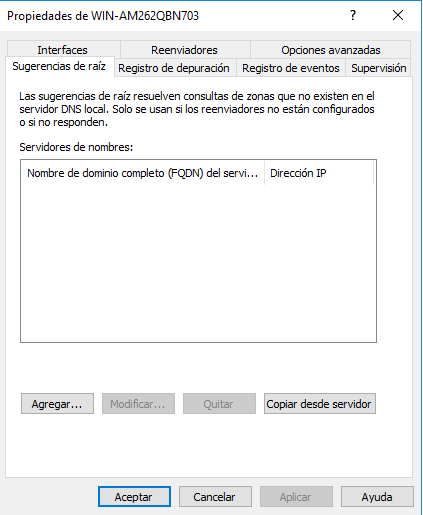 Propiedades de WIN-AM262QBN703
?
Interfaces Reenviadores Opciones avanzadas
Sugerencias de raíz Registro de depuración Registro de eventos Supervisión
Las sugerencias de raíz resuelven consultas de zonas que no existen en el
servidor DNS local. Solo se usan si los reenviadores no están configurados
o si no responden.
Servidores de nombres:
Nombre de dominio completo (FQDN) del servi... Dirección IP
Agregar... Modificar... Quitar Copiar desde servidor
Aceptar Cancelar Aplicar Ayuda